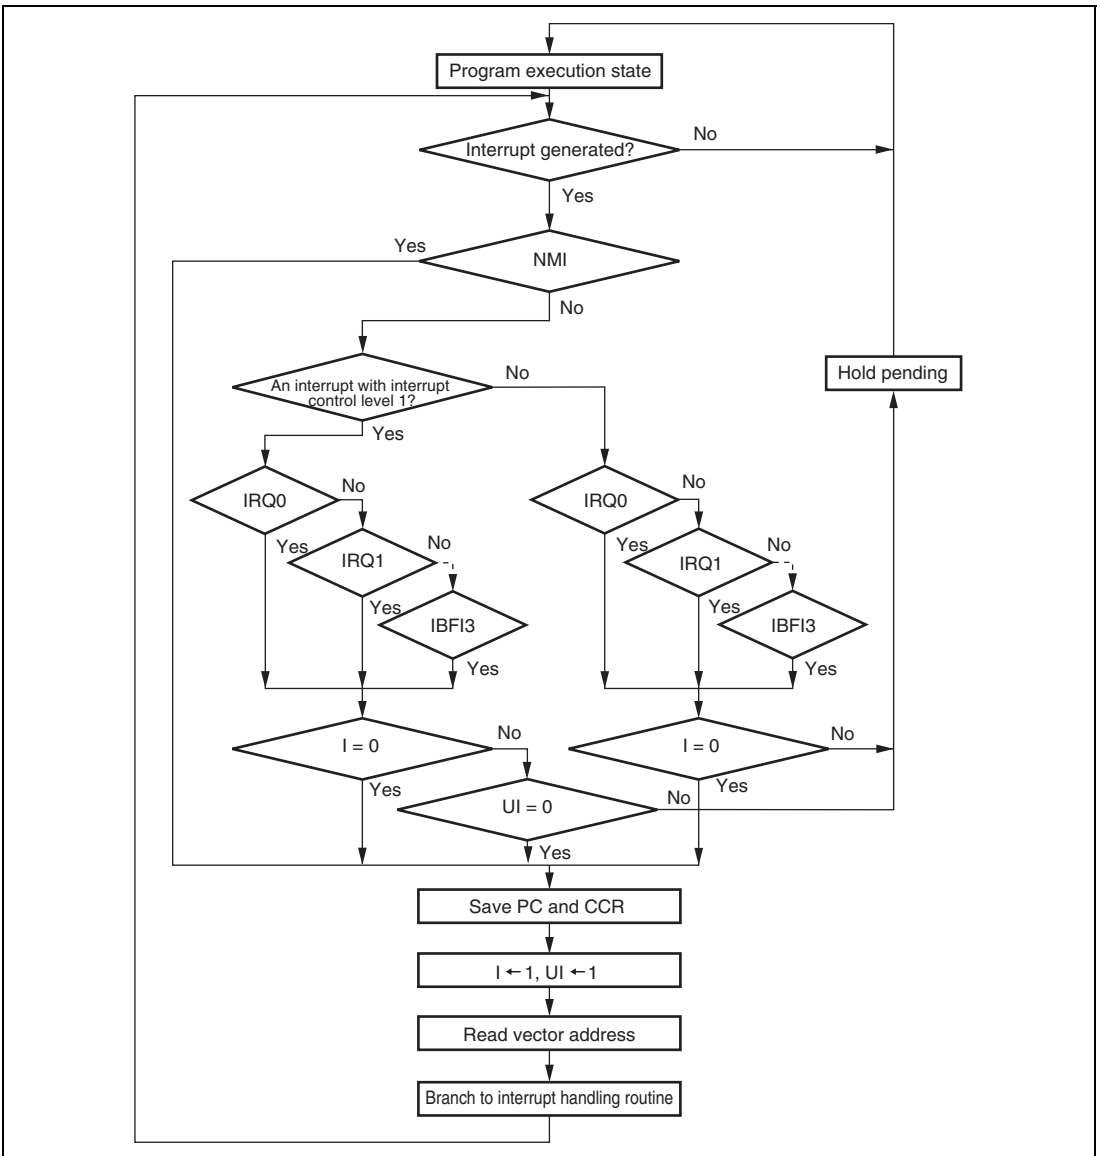 Program execution state
Interrupt generated?
No
Yes
Yes
NMI
No
An interrupt with interrupt
control level 1?
No
Hold pending
Yes
IRQ0
No
IRQ0
No
Yes
IRQ1
No
Yes
IRQ1
No
Yes
IBFI3
Yes
IBFI3
Yes
Yes
I = 0
No
I = 0
No
Yes
UI = 0
No
Yes
Yes
Save PC and CCR
I ← 1, UI ← 1
Read vector address
Branch to interrupt handling routine